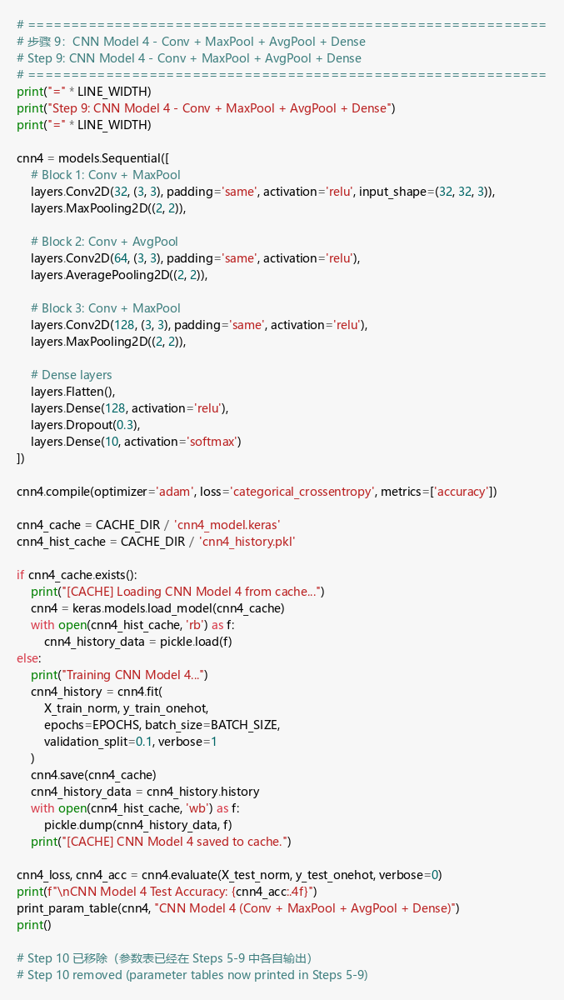 # ============================================================
# 步骤 9：CNN Model 4 - Conv + MaxPool + AvgPool + Dense
# Step 9: CNN Model 4 - Conv + MaxPool + AvgPool + Dense
# ============================================================
print("=" * LINE_WIDTH)
print("Step 9: CNN Model 4 - Conv + MaxPool + AvgPool + Dense")
print("=" * LINE_WIDTH)

cnn4 = models.Sequential([
    # Block 1: Conv + MaxPool
    layers.Conv2D(32, (3, 3), padding='same', activation='relu', input_shape=(32, 32, 3)),
    layers.MaxPooling2D((2, 2)),

    # Block 2: Conv + AvgPool
    layers.Conv2D(64, (3, 3), padding='same', activation='relu'),
    layers.AveragePooling2D((2, 2)),

    # Block 3: Conv + MaxPool
    layers.Conv2D(128, (3, 3), padding='same', activation='relu'),
    layers.MaxPooling2D((2, 2)),

    # Dense layers
    layers.Flatten(),
    layers.Dense(128, activation='relu'),
    layers.Dropout(0.3),
    layers.Dense(10, activation='softmax')
])

cnn4.compile(optimizer='adam', loss='categorical_crossentropy', metrics=['accuracy'])

cnn4_cache = CACHE_DIR / 'cnn4_model.keras'
cnn4_hist_cache = CACHE_DIR / 'cnn4_history.pkl'

if cnn4_cache.exists():
    print("[CACHE] Loading CNN Model 4 from cache...")
    cnn4 = keras.models.load_model(cnn4_cache)
    with open(cnn4_hist_cache, 'rb') as f:
        cnn4_history_data = pickle.load(f)
else:
    print("Training CNN Model 4...")
    cnn4_history = cnn4.fit(
        X_train_norm, y_train_onehot,
        epochs=EPOCHS, batch_size=BATCH_SIZE,
        validation_split=0.1, verbose=1
    )
    cnn4.save(cnn4_cache)
    cnn4_history_data = cnn4_history.history
    with open(cnn4_hist_cache, 'wb') as f:
        pickle.dump(cnn4_history_data, f)
    print("[CACHE] CNN Model 4 saved to cache.")

cnn4_loss, cnn4_acc = cnn4.evaluate(X_test_norm, y_test_onehot, verbose=0)
print(f"\nCNN Model 4 Test Accuracy: {cnn4_acc:.4f}")
print_param_table(cnn4, "CNN Model 4 (Conv + MaxPool + AvgPool + Dense)")
print()

# Step 10 已移除（参数表已经在 Steps 5-9 中各自输出）
# Step 10 removed (parameter tables now printed in Steps 5-9)